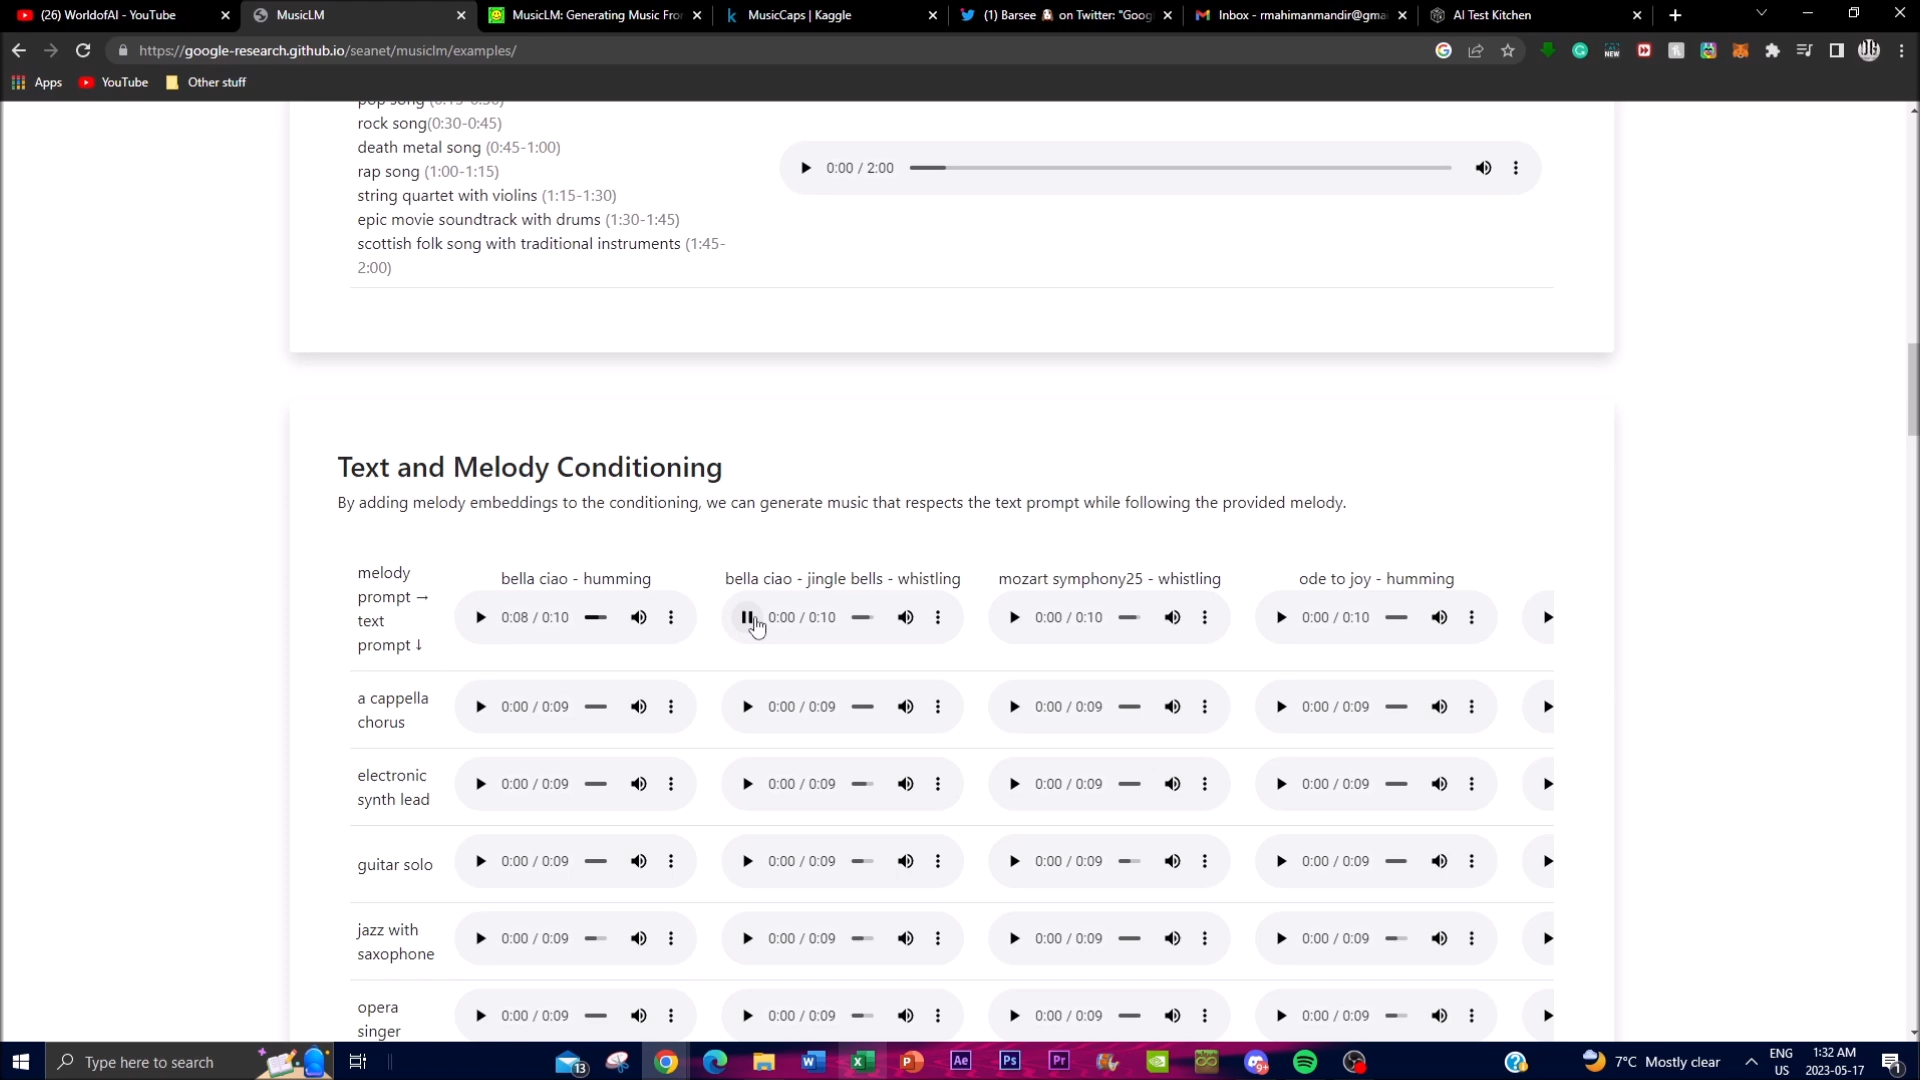 (26) WorldofAI - YouTube
MusicLM
MusicLM: Generating Music Fro
MusicCaps | Kaggle
(1) Barsee on Twitter: "Goog
Inbox - rmahimanmandir@gma
AI Test Kitchen
https://google-research.github.io/seanet/musiclm/examples/
Apps YouTube Other stuff
pop song (0:15-0:30)
rock song(0:30-0:45)
death metal song (0:45-1:00)
rap song (1:00-1:15)
string quartet with violins (1:15-1:30)
epic movie soundtrack with drums (1:30-1:45)
scottish folk song with traditional instruments (1:45-
2:00)
0:00 / 2:00
Text and Melody Conditioning
By adding melody embeddings to the conditioning, we can generate music that respects the text prompt while following the provided melody.
melody
prompt →
text
prompt ↓
bella ciao - humming
bella ciao - jingle bells - whistling
mozart symphony25 - whistling
ode to joy - humming
0:08 / 0:10
0:00 / 0:10
0:00 / 0:10
0:00 / 0:10
a cappella
chorus
0:00 / 0:09
0:00 / 0:09
0:00 / 0:09
0:00 / 0:09
electronic
synth lead
0:00 / 0:09
0:00 / 0:09
0:00 / 0:09
0:00 / 0:09
guitar solo
0:00 / 0:09
0:00 / 0:09
0:00 / 0:09
0:00 / 0:09
jazz with
saxophone
0:00 / 0:09
0:00 / 0:09
0:00 / 0:09
0:00 / 0:09
opera
singer
0:00 / 0:09
0:00 / 0:09
0:00 / 0:09
0:00 / 0:09
Type here to search
13
W
X
P
Ae
Ps
Pr
7°C Mostly clear
ENG
US
1:32 AM
2023-05-17
1